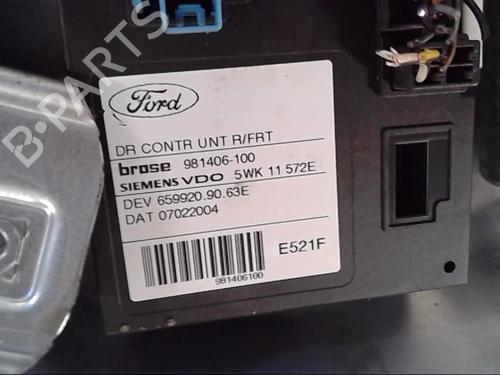 Ford
DR CONTR UNT R/FRT
brose 981406-100
SIEMENS VDO 5WK 11 572E
DEV 659920.90.63E
DAT 07022004
E521F
981406100
B-PARTS